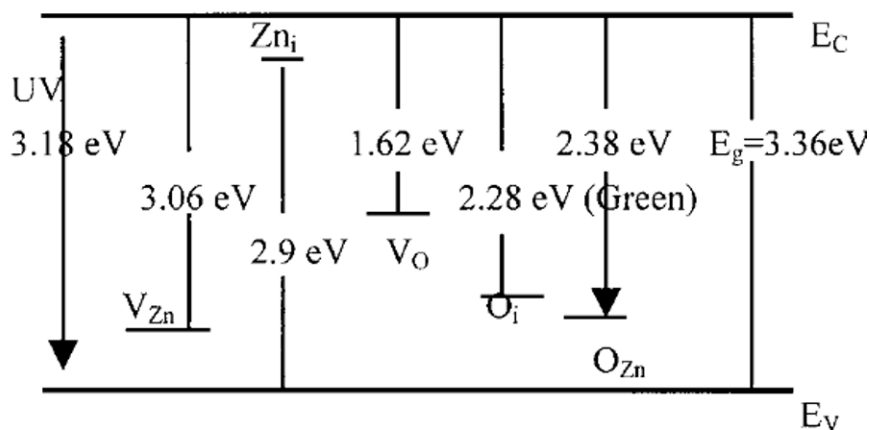 Zn_i E_C
UV
3.18 eV 1.62 eV 2.38 eV E_g=3.36eV
3.06 eV 2.28 eV (Green)
2.9 eV V_O
V_Zn O_i
O_Zn
E_V